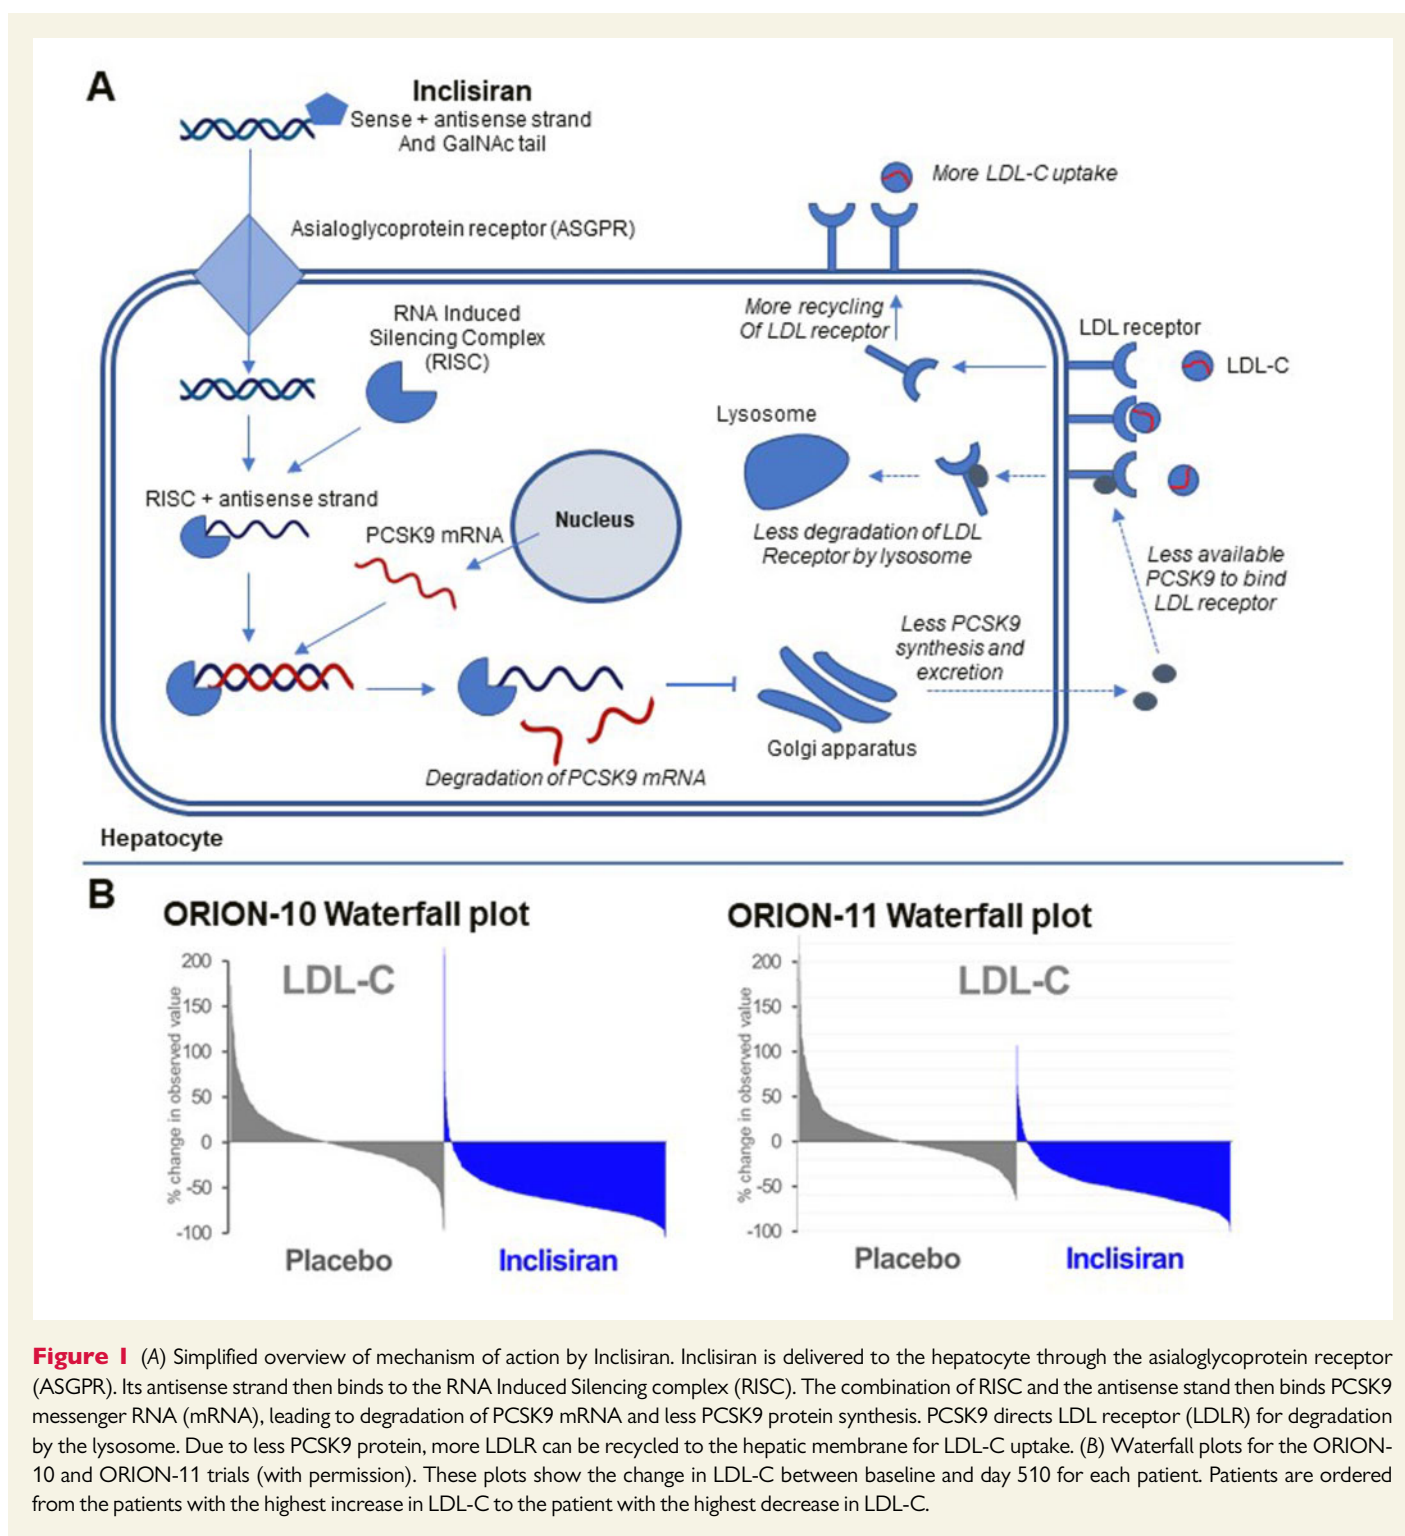 A
Inclisiran
Sense + antisense strand
And GalNAc tail
More LDL-C uptake
Asialoglycoprotein receptor (ASGPR)
RNA Induced
Silencing Complex
(RISC)
More recycling
Of LDL receptor
LDL receptor
LDL-C
Lysosome
RISC + antisense strand
PCSK9 mRNA
Nucleus
Less degradation of LDL
Receptor by lysosome
Less available
PCSK9 to bind
LDL receptor
Less PCSK9
synthesis and
excretion
Golgi apparatus
Degradation of PCSK9 mRNA
Hepatocyte
B
ORION-10 Waterfall plot
LDL-C
% change in observed value
200
150
100
50
0
-50
-100
Placebo
Inclisiran
ORION-11 Waterfall plot
LDL-C
% change in observed value
200
150
100
50
0
-50
-100
Placebo
Inclisiran
Figure 1 (A) Simplified overview of mechanism of action by Inclisiran. Inclisiran is delivered to the hepatocyte through the asialoglycoprotein receptor
(ASGPR). Its antisense strand then binds to the RNA Induced Silencing complex (RISC). The combination of RISC and the antisense stand then binds PCSK9
messenger RNA (mRNA), leading to degradation of PCSK9 mRNA and less PCSK9 protein synthesis. PCSK9 directs LDL receptor (LDLR) for degradation
by the lysosome. Due to less PCSK9 protein, more LDLR can be recycled to the hepatic membrane for LDL-C uptake. (B) Waterfall plots for the ORION-
10 and ORION-11 trials (with permission). These plots show the change in LDL-C between baseline and day 510 for each patient. Patients are ordered
from the patients with the highest increase in LDL-C to the patient with the highest decrease in LDL-C.